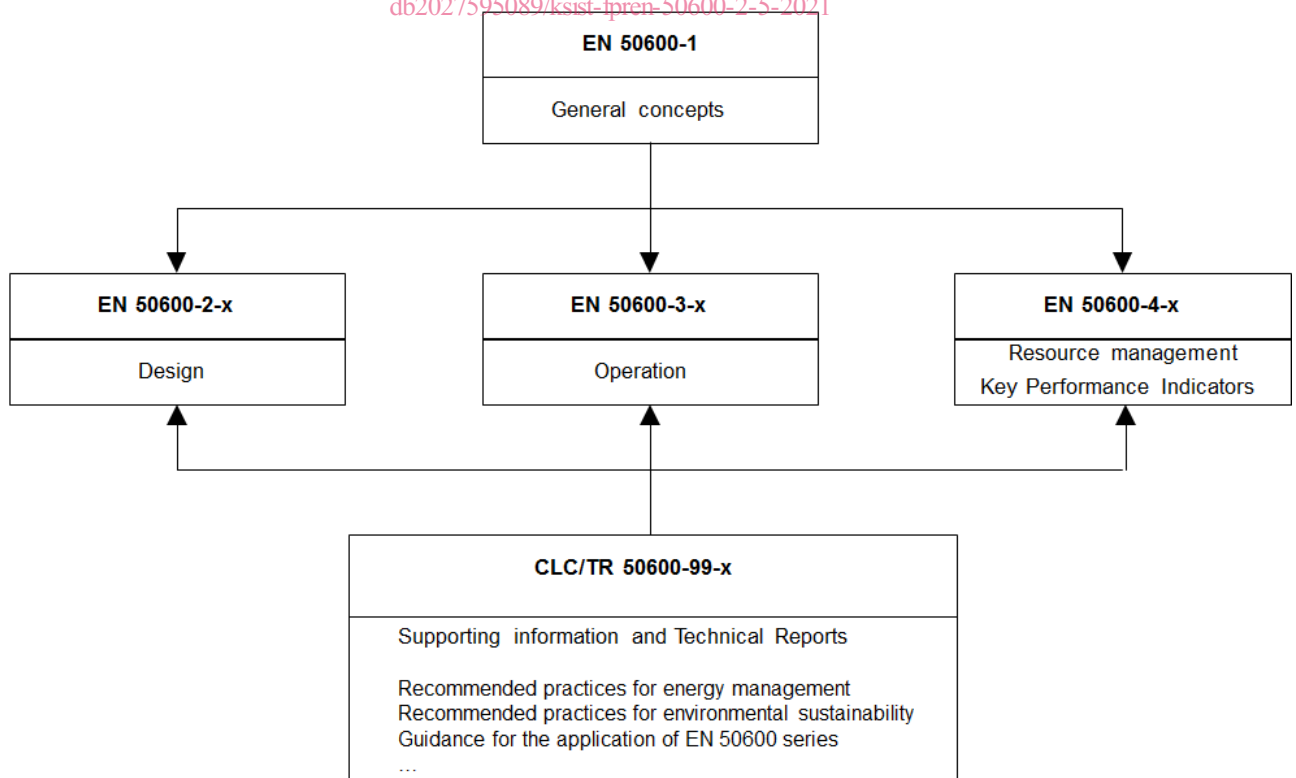 db2027595089/ksist-fpren-50600-2-5-2021
EN 50600-1
General concepts
EN 50600-2-x
Design
EN 50600-3-x
Operation
EN 50600-4-x
Resource management
Key Performance Indicators
CLC/TR 50600-99-x
Supporting information and Technical Reports
Recommended practices for energy management
Recommended practices for environmental sustainability
Guidance for the application of EN 50600 series
...